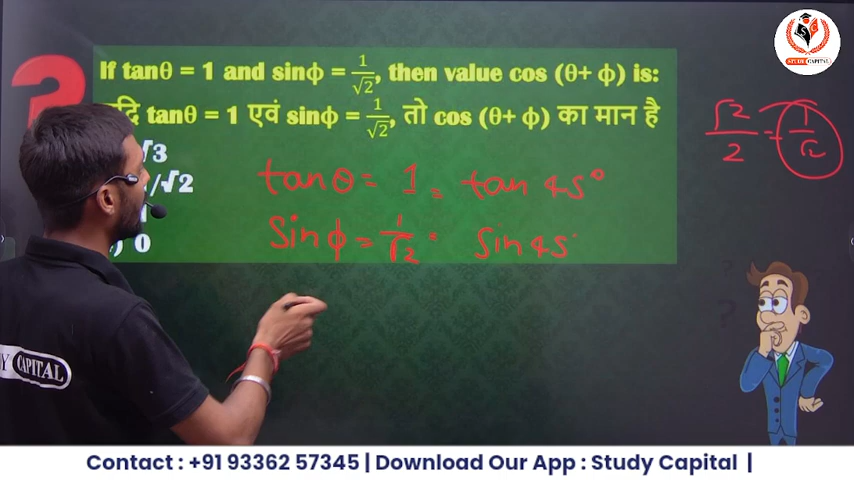 If tanθ = 1 and sinϕ = 1/√2, then value cos (θ+ ϕ) is:
tanθ = 1 एवं sinϕ = 1/√2, तो cos (θ+ ϕ) का मान है
√3
/√2
) 0
tanθ = 1 = tan 45°
sinϕ = 1/√2 = sin 45°
√2/2 = 1/√2
STUDY CAPITAL
CAPITAL
Contact : +91 93362 57345 | Download Our App : Study Capital |